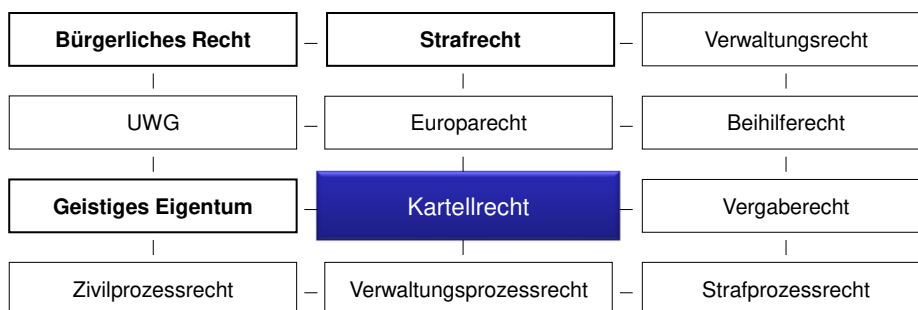 Bürgerliches Recht
Strafrecht
Verwaltungsrecht
UWG
Europarecht
Beihilferecht
Geistiges Eigentum
Kartellrecht
Vergaberecht
Zivilprozessrecht
Verwaltungsprozessrecht
Strafprozessrecht